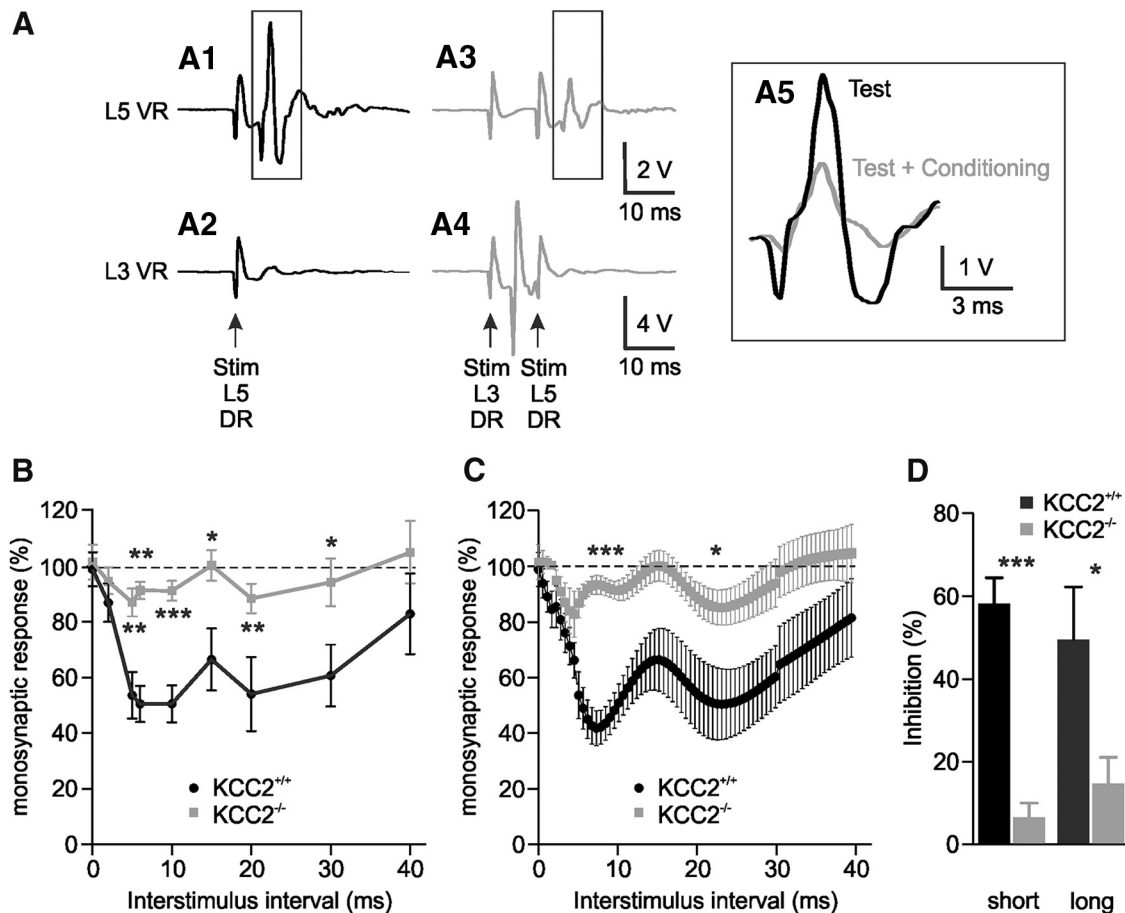 A
A1
A3
L5 VR
2 V
10 ms
A5
Test
Test + Conditioning
1 V
3 ms
A2
A4
L3 VR
4 V
10 ms
Stim
L5
DR
Stim
L3
DR
Stim
L5
DR
B
monosynaptic response (%)
120
100
80
60
40
20
0
** * *
** *** **
KCC2+/+
KCC2-/-
0 10 20 30 40
Interstimulus interval (ms)
C
monosynaptic response (%)
120
100
80
60
40
20
0
*** *
KCC2+/+
KCC2-/-
0 10 20 30 40
Interstimulus interval (ms)
D
KCC2+/+
KCC2-/-
Inhibition (%)
80
60
40
20
0
*** *
short long